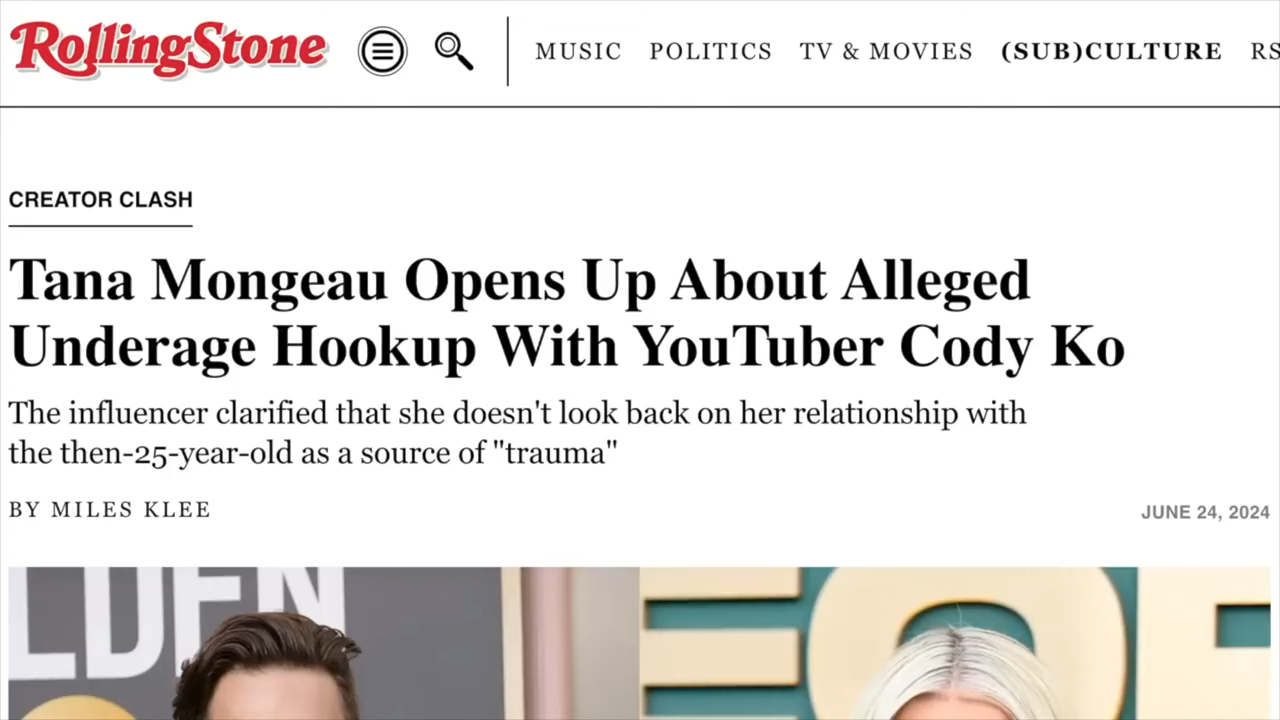 RollingStone MUSIC POLITICS TV & MOVIES (SUB)CULTURE RS
CREATOR CLASH
Tana Mongeau Opens Up About Alleged
Underage Hookup With YouTuber Cody Ko
The influencer clarified that she doesn't look back on her relationship with
the then-25-year-old as a source of "trauma"
BY MILES KLEE JUNE 24, 2024
LDEN